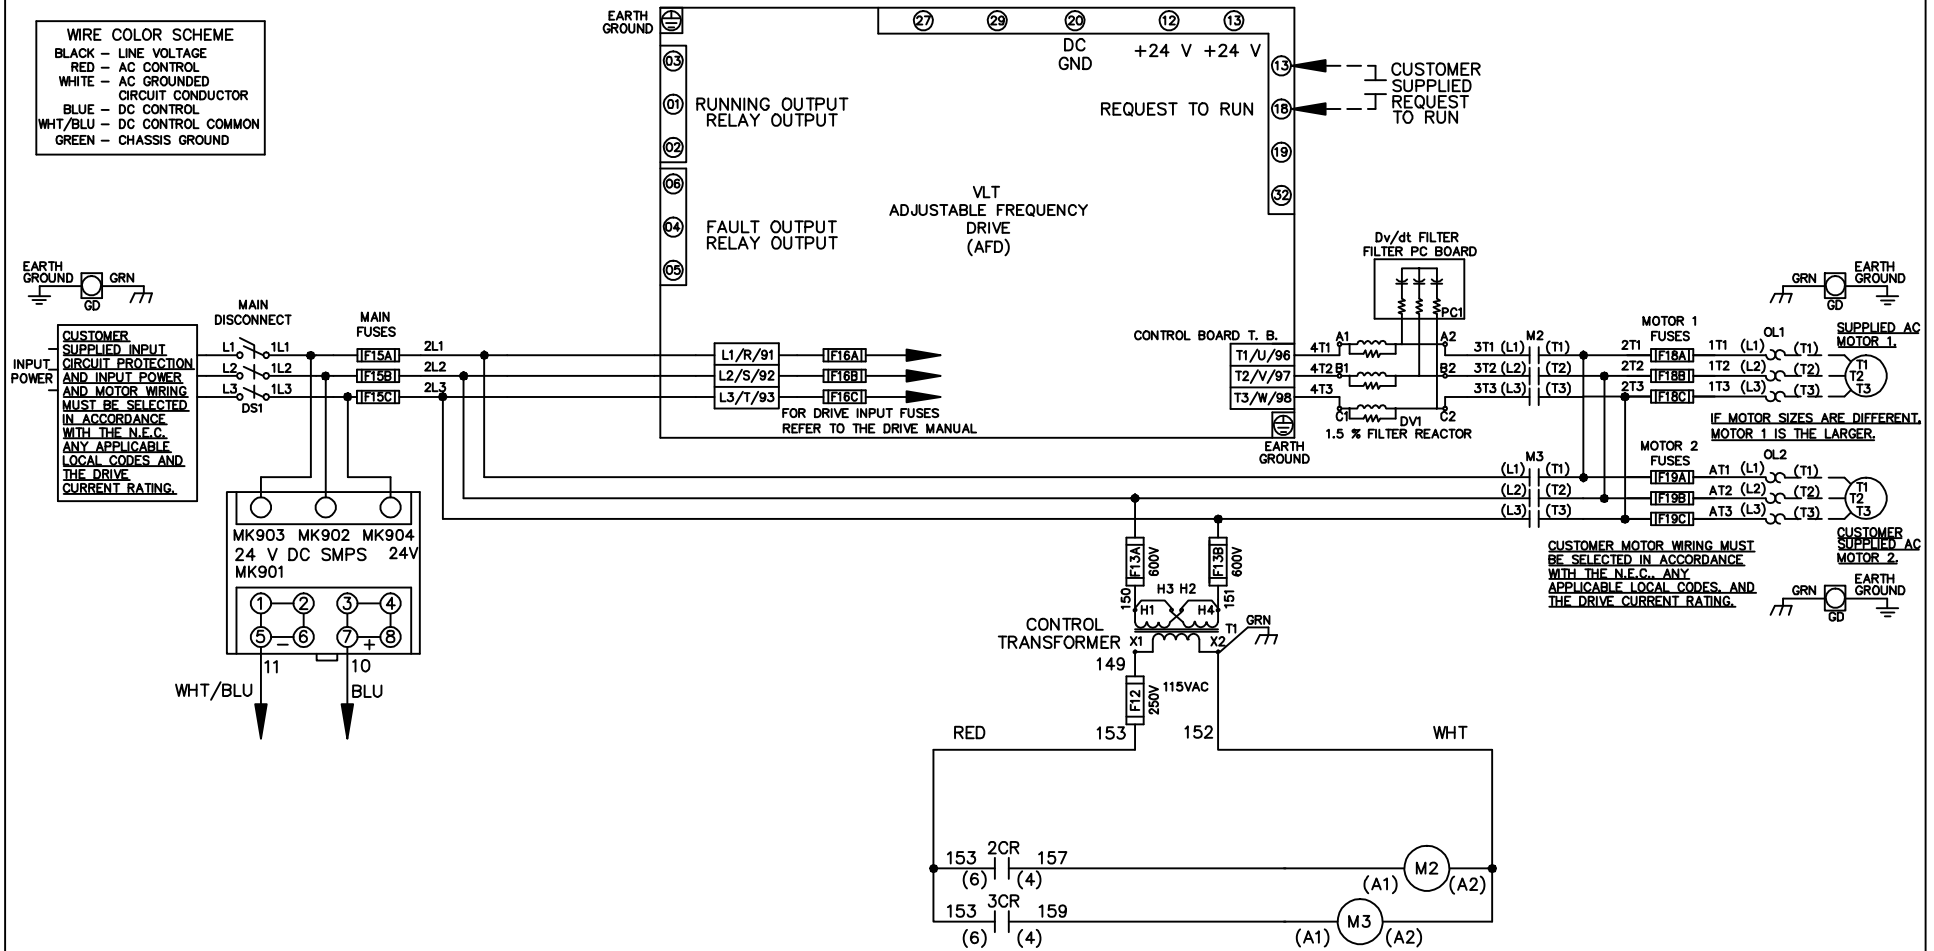 WIRE COLOR SCHEME
BLACK – LINE VOLTAGE
RED – AC CONTROL
WHITE – AC GROUNDED
CIRCUIT CONDUCTOR
BLUE – DC CONTROL
WHT/BLU – DC CONTROL COMMON
GREEN – CHASSIS GROUND
EARTH
GROUND
27 29 20 12 13
DC
GND
+24 V +24 V
03
01
02
RUNNING OUTPUT
RELAY OUTPUT
06
04
05
FAULT OUTPUT
RELAY OUTPUT
13
REQUEST TO RUN 18
19
32
CUSTOMER
SUPPLIED
REQUEST
TO RUN
VLT
ADJUSTABLE FREQUENCY
DRIVE
(AFD)
EARTH
GROUND
GRN
GD
INPUT
POWER
CUSTOMER
SUPPLIED INPUT
CIRCUIT PROTECTION
AND INPUT POWER
AND MOTOR WIRING
MUST BE SELECTED
IN ACCORDANCE
WITH THE N.E.C.
ANY APPLICABLE
LOCAL CODES AND
THE DRIVE
CURRENT RATING.
MAIN
DISCONNECT
L1 1L1
L2 1L2
L3 1L3
DS1
MAIN
FUSES
F15A 2L1
F15B 2L2
F15C 2L3
L1/R/91 F16A
L2/S/92 F16B
L3/T/93 F16C
FOR DRIVE INPUT FUSES
REFER TO THE DRIVE MANUAL
CONTROL BOARD T. B.
T1/U/96 4T1 A1 A2
T2/V/97 4T2 B1 B2
T3/W/98 4T3 C1 C2
EARTH
GROUND
Dv/dt FILTER
FILTER PC BOARD
PC1
DV1
1.5 % FILTER REACTOR
M2
3T1 (L1) (T1)
3T2 (L2) (T2)
3T3 (L3) (T3)
MOTOR 1
FUSES
OL1
2T1 F18A 1T1 (L1) (T1)
2T2 F18B 1T2 (L2) (T2)
2T3 F18C 1T3 (L3) (T3)
T1
T2
T3
GRN
GD
EARTH
GROUND
SUPPLIED AC
MOTOR 1.
IF MOTOR SIZES ARE DIFFERENT,
MOTOR 1 IS THE LARGER.
M3
(L1) (T1)
(L2) (T2)
(L3) (T3)
MOTOR 2
FUSES
OL2
F19A AT1 (L1) (T1)
F19B AT2 (L2) (T2)
F19C AT3 (L3) (T3)
T1
T2
T3
CUSTOMER
SUPPLIED AC
MOTOR 2.
CUSTOMER MOTOR WIRING MUST
BE SELECTED IN ACCORDANCE
WITH THE N.E.C., ANY
APPLICABLE LOCAL CODES, AND
THE DRIVE CURRENT RATING.
GRN
GD
EARTH
GROUND
MK903 MK902 MK904
24 V DC SMPS 24V
MK901
1 2 3 4
5 6 7 8
– +
11 10
WHT/BLU BLU
F13A 600V
F13B 600V
150 151
H3 H2
H1 H4
CONTROL
TRANSFORMER
X1 X2
T1
GRN
149
F12 250V
115VAC
153 152
RED WHT
2CR
153 157
(6) (4)
M2
(A1) (A2)
3CR
153 159
(6) (4)
M3
(A1) (A2)